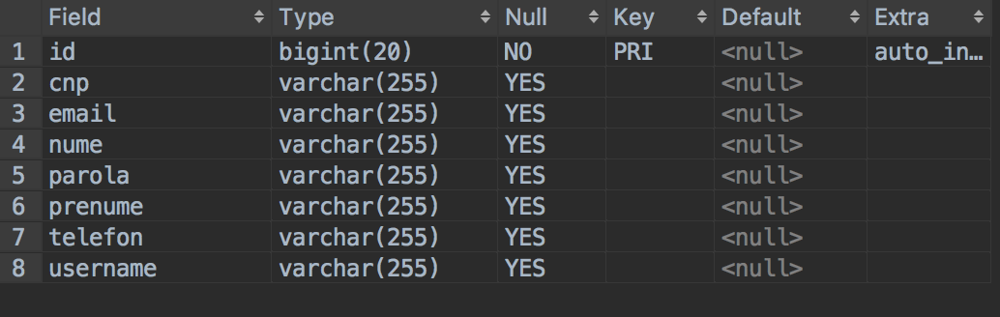 Field Type Null Key Default Extra
1 id bigint(20) NO PRI <null> auto_in…
2 cnp varchar(255) YES <null>
3 email varchar(255) YES <null>
4 nume varchar(255) YES <null>
5 parola varchar(255) YES <null>
6 prenume varchar(255) YES <null>
7 telefon varchar(255) YES <null>
8 username varchar(255) YES <null>